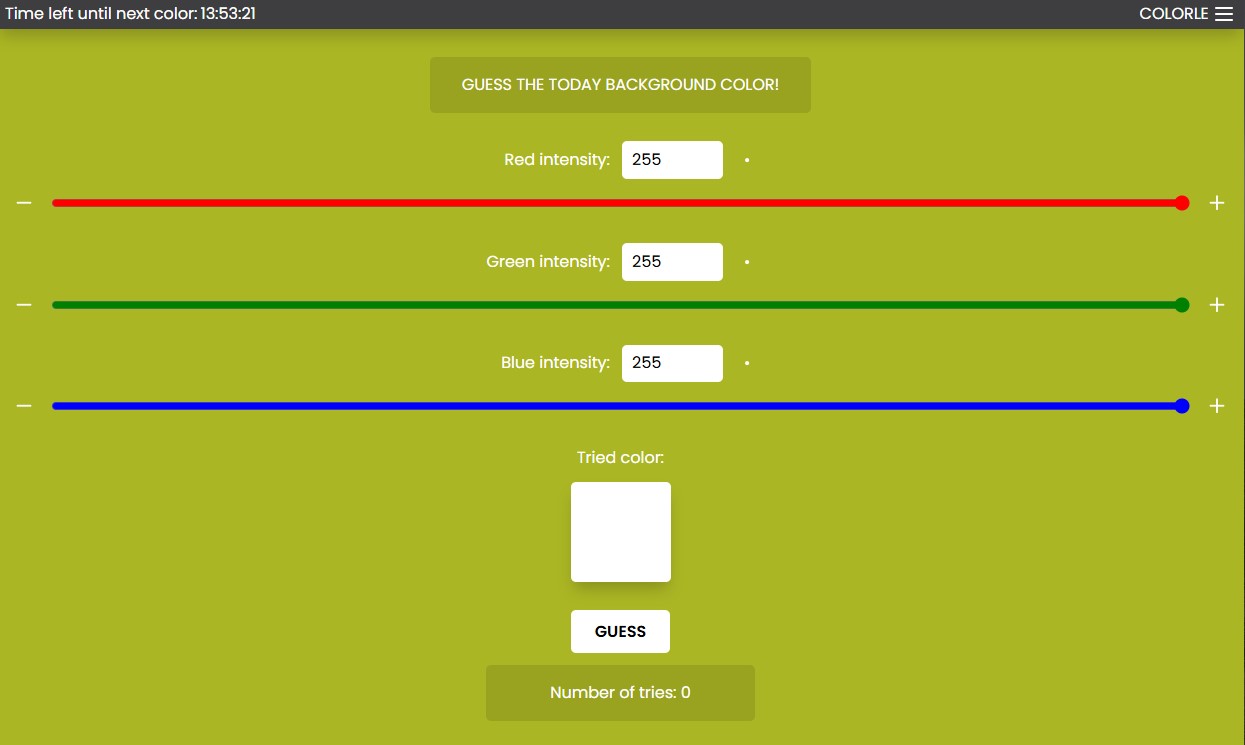 Time left until next color: 13:53:21
COLORLE
GUESS THE TODAY BACKGROUND COLOR!
Red intensity: 255
Green intensity: 255
Blue intensity: 255
Tried color:
GUESS
Number of tries: 0